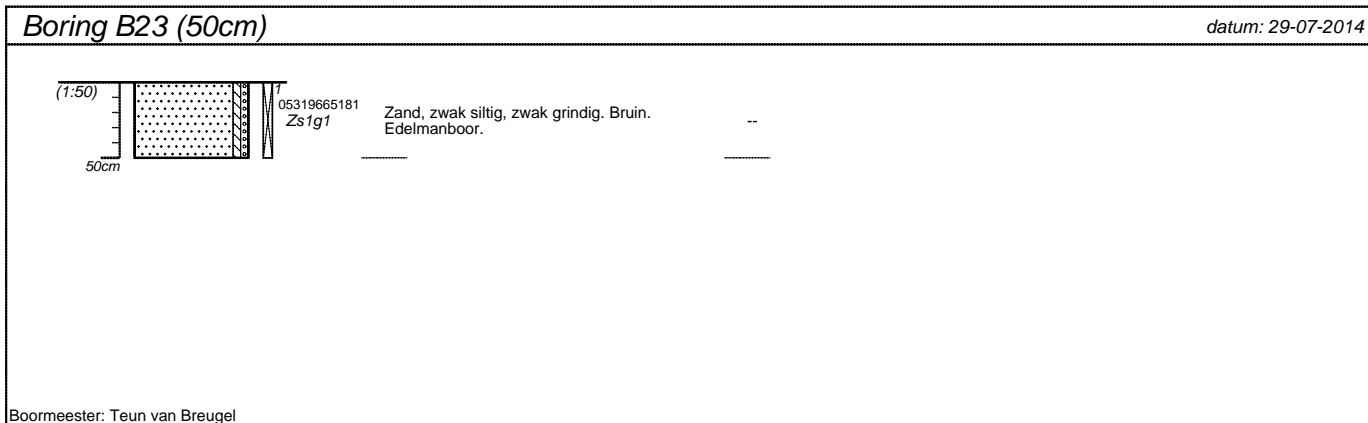 Boring B23 (50cm)
datum: 29-07-2014
(1:50)
1
05319665181
Zs1g1
Zand, zwak siltig, zwak grindig. Bruin.
Edelmanboor.
--
50cm
Boormeester: Teun van Breugel